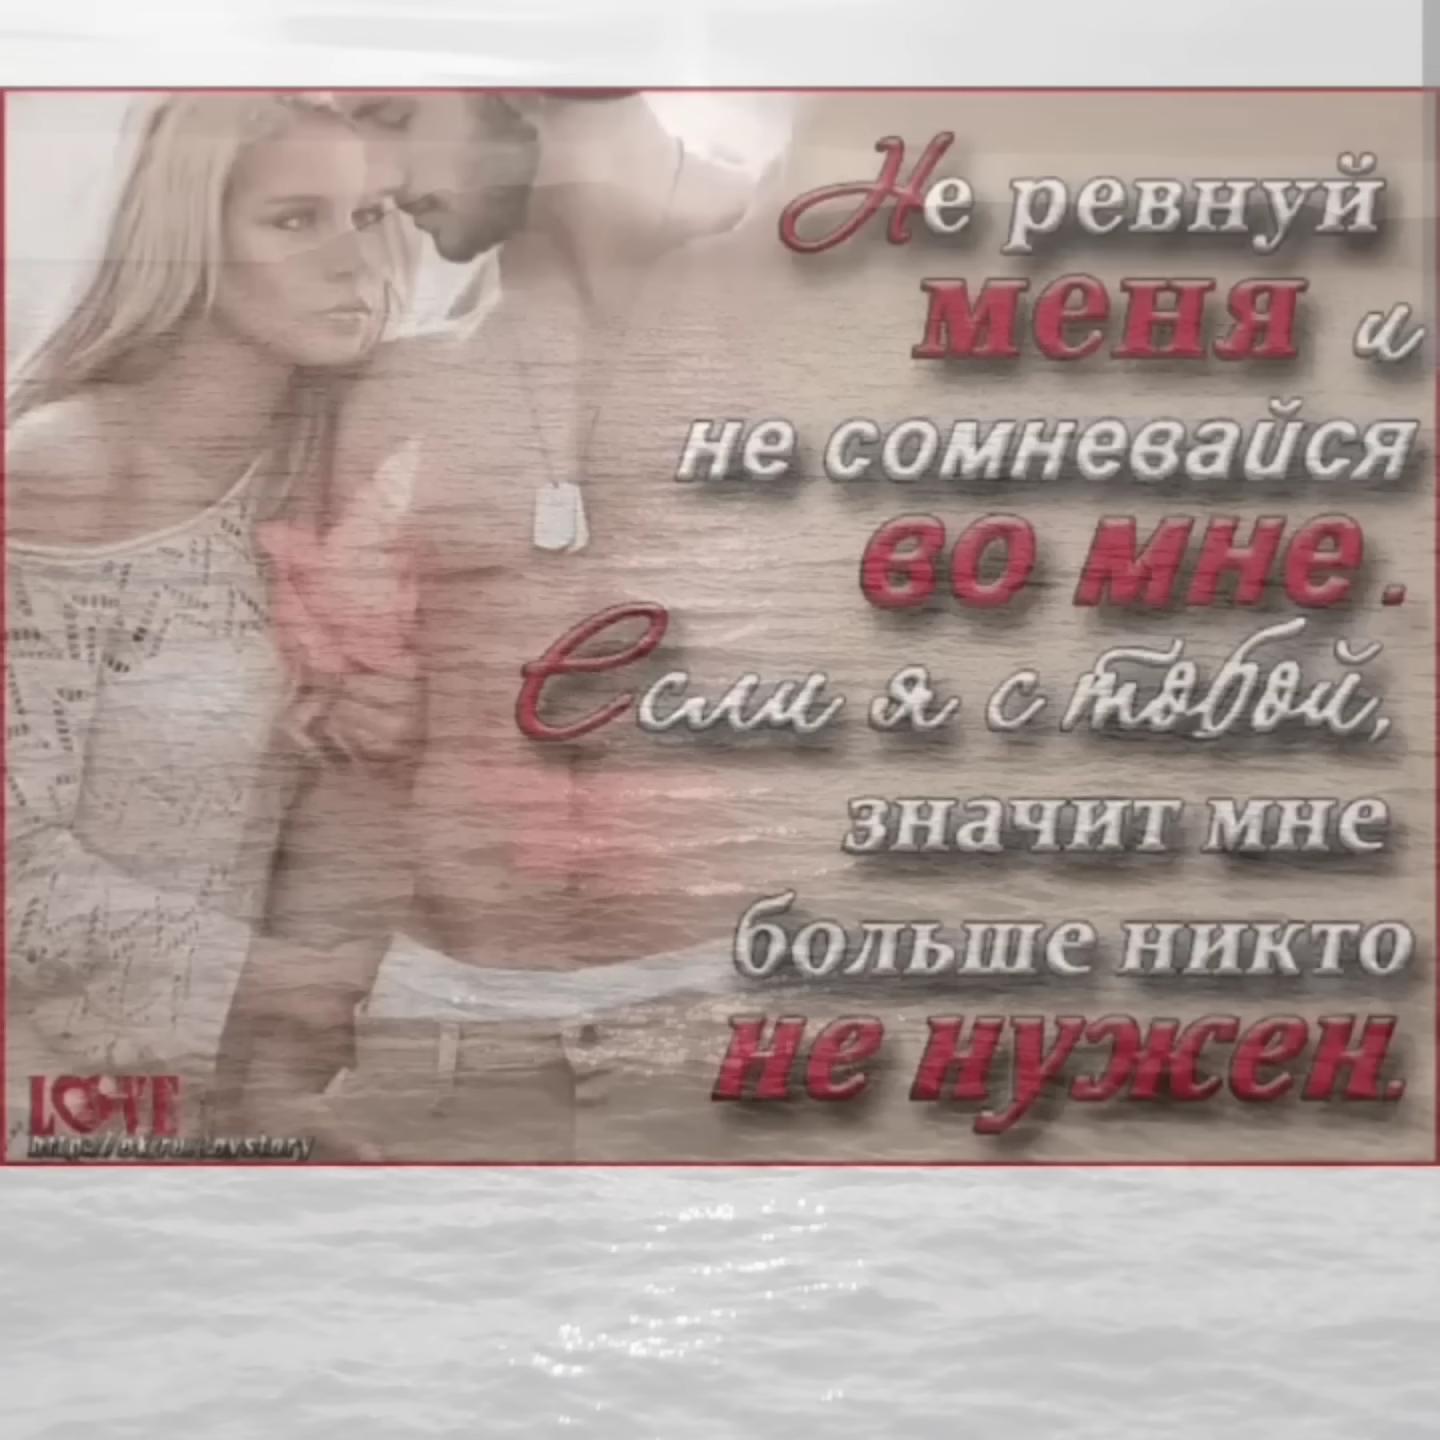 Не ревнуй
меня и
не сомневайся
во мне.
Если я с тобой,
значит мне
больше никто
не нужен.
LOVE